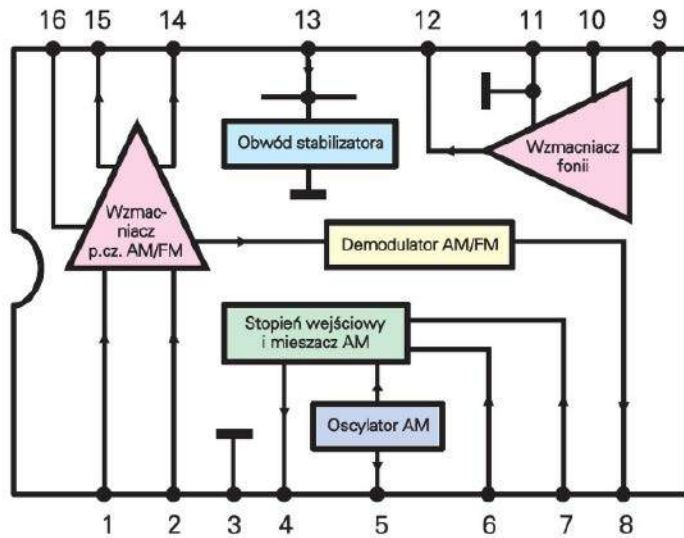 16 15 14 13 12 11 10 9
Obwód stabilizatora
Wzmacniacz
fonii
Wzmac-
niacz
p.cz. AM/FM
Demodulator AM/FM
Stopień wejściowy
i mieszacz AM
Oscylator AM
1 2 3 4 5 6 7 8